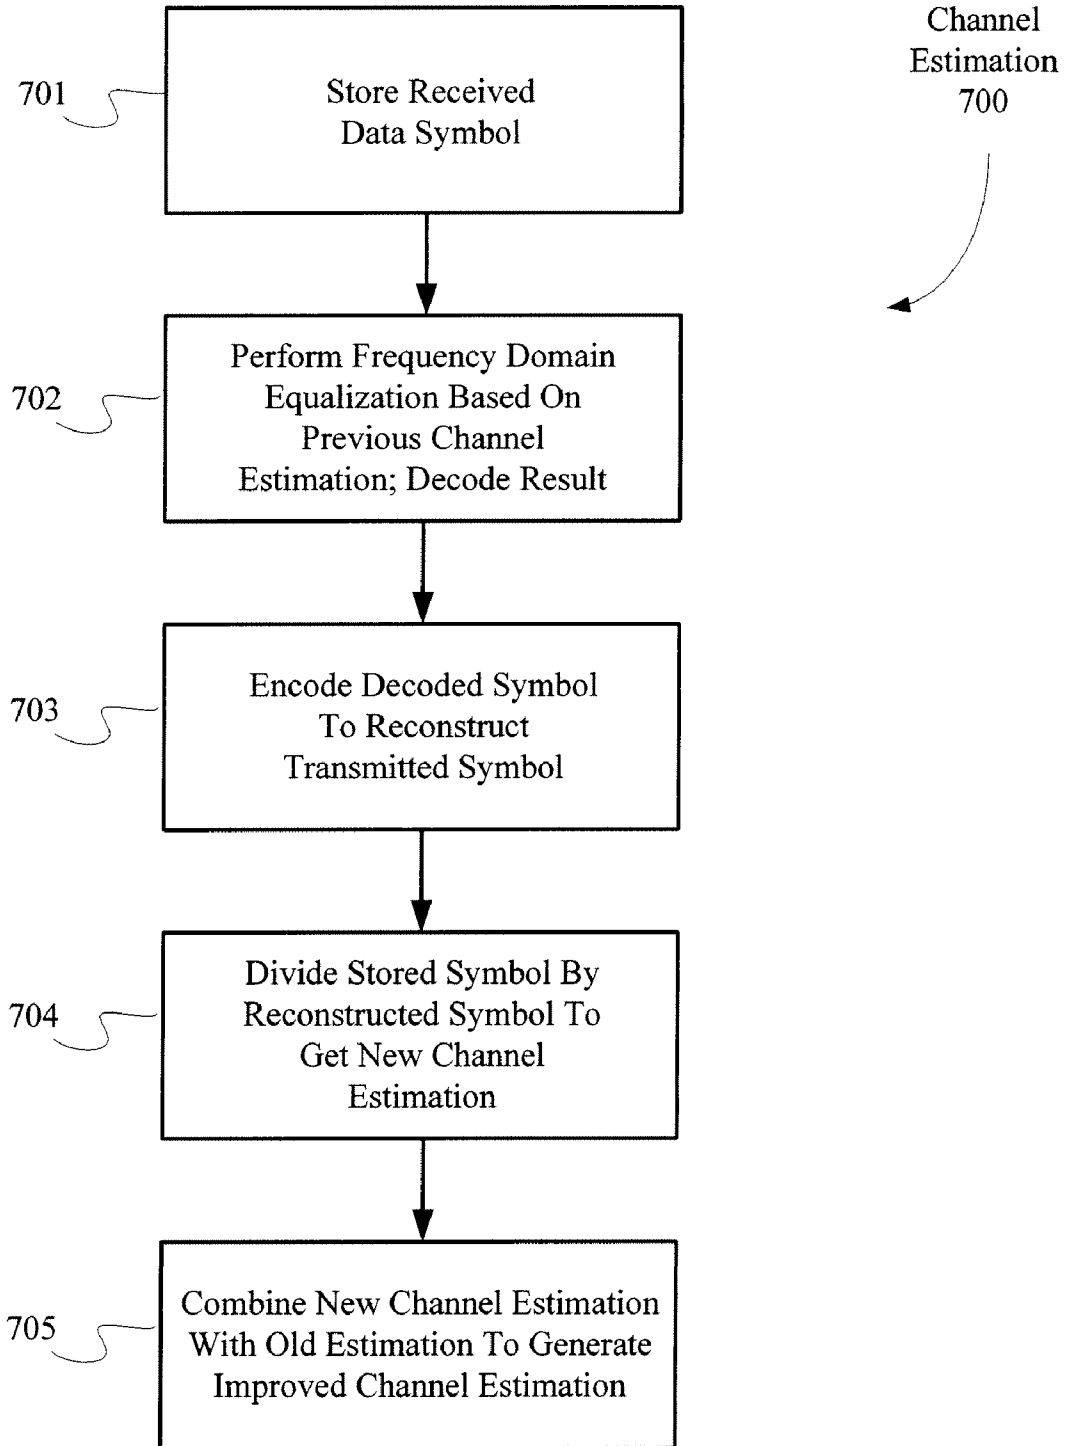 Channel
Estimation
700
701
Store Received
Data Symbol
702
Perform Frequency Domain
Equalization Based On
Previous Channel
Estimation; Decode Result
703
Encode Decoded Symbol
To Reconstruct
Transmitted Symbol
704
Divide Stored Symbol By
Reconstructed Symbol To
Get New Channel
Estimation
705
Combine New Channel Estimation
With Old Estimation To Generate
Improved Channel Estimation